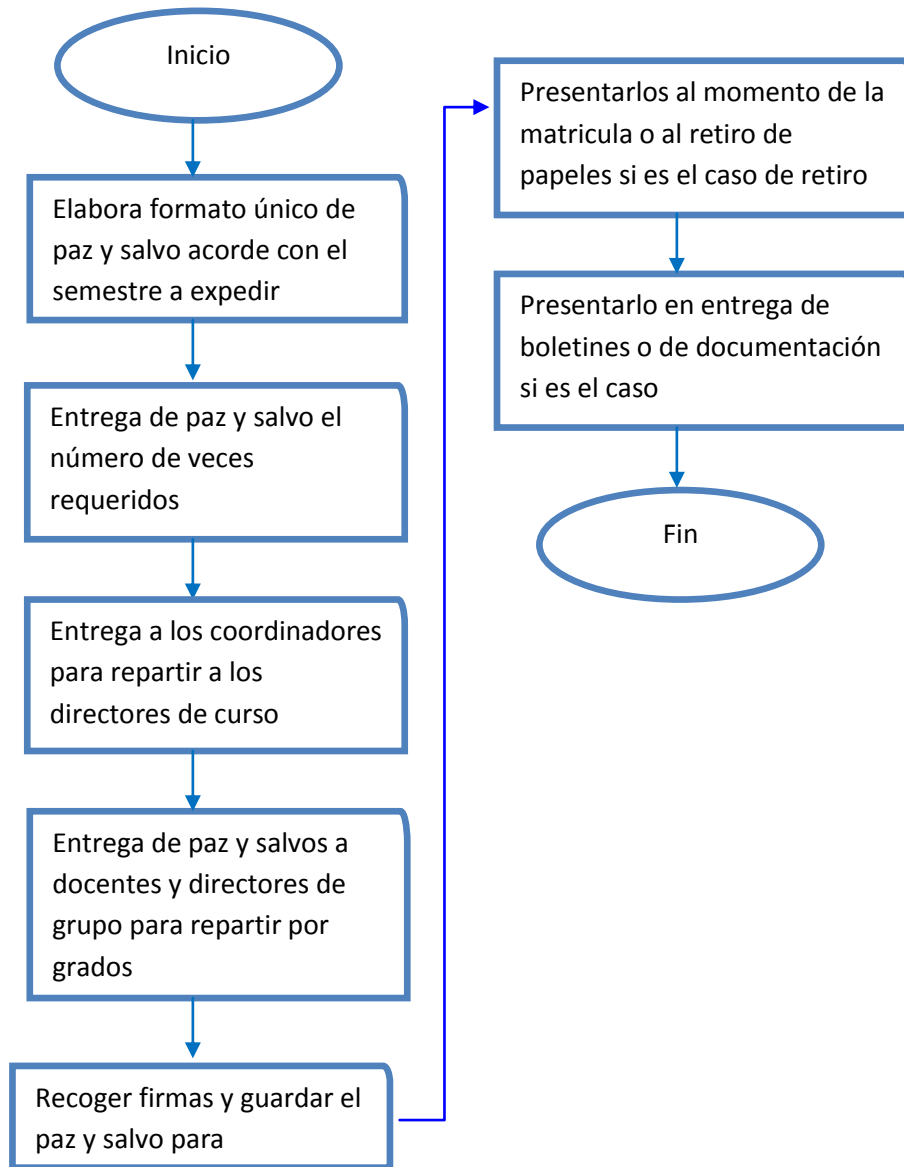 Inicio
Elabora formato único de
paz y salvo acorde con el
semestre a expedir
Entrega de paz y salvo el
número de veces
requeridos
Entrega a los coordinadores
para repartir a los
directores de curso
Entrega de paz y salvos a
docentes y directores de
grupo para repartir por
grados
Recoger firmas y guardar el
paz y salvo para
Presentarlos al momento de la
matricula o al retiro de
papeles si es el caso de retiro
Presentarlo en entrega de
boletines o de documentación
si es el caso
Fin